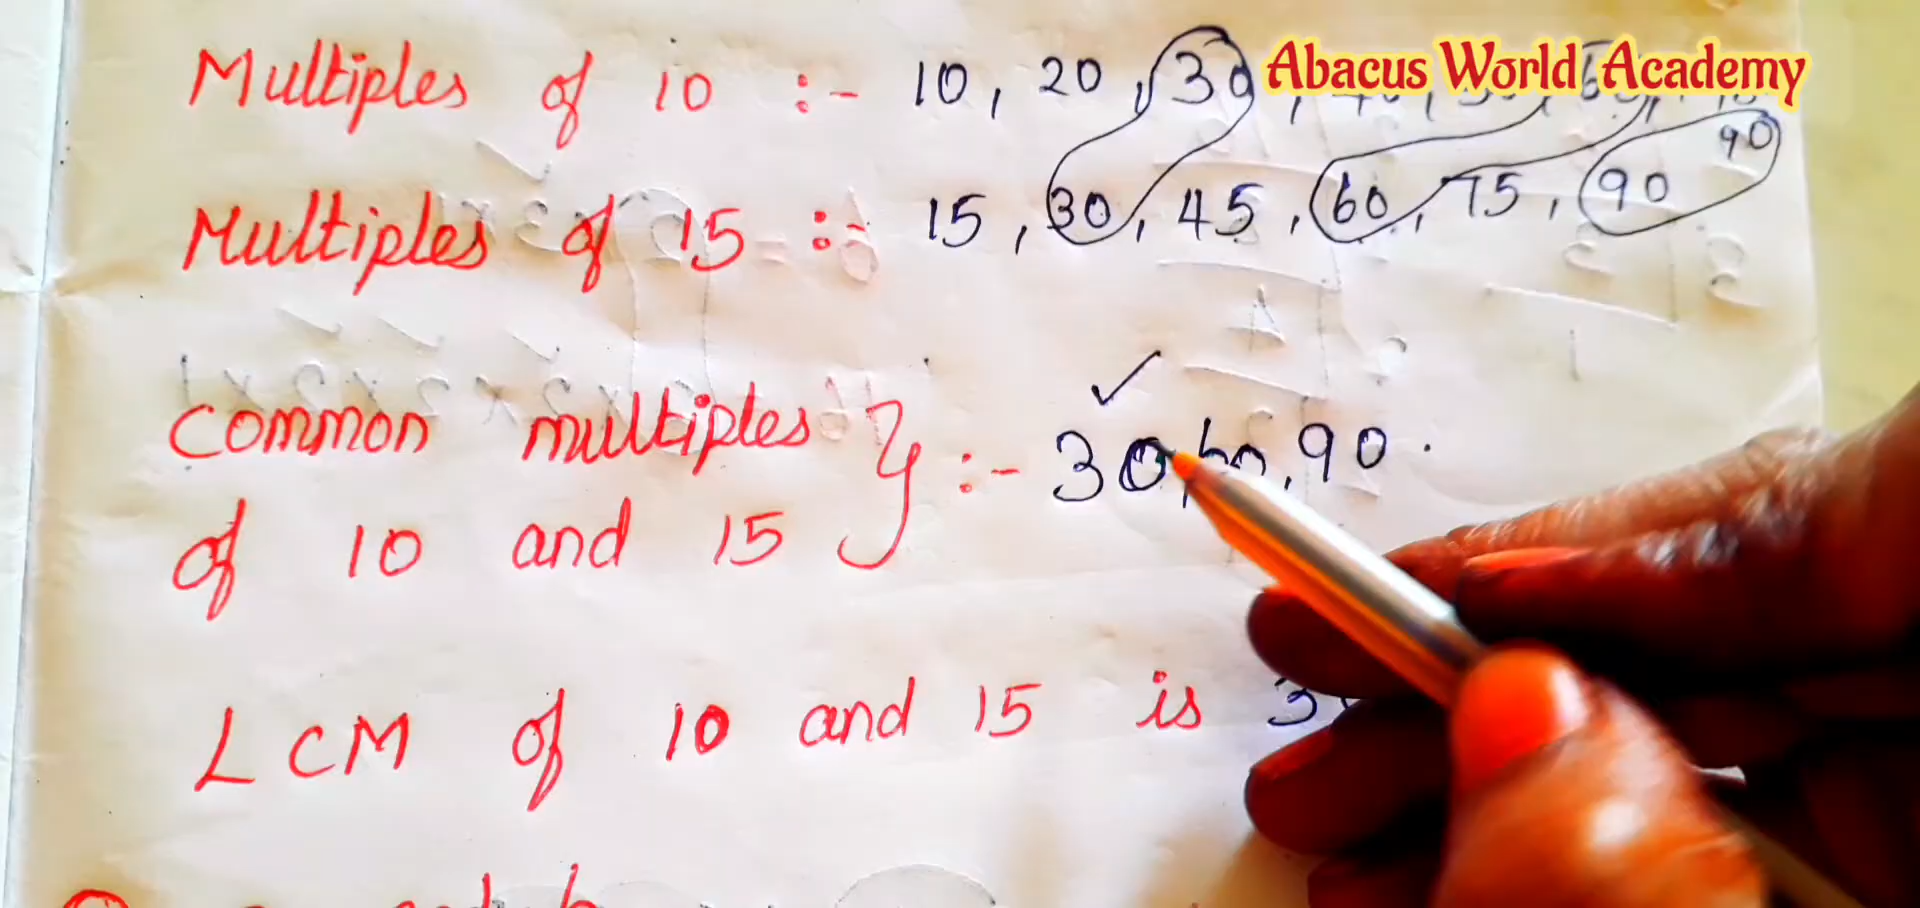 Abacus World Academy
Multiples of 10 :- 10, 20, 30,
90
Multiples of 15 :- 15, 30, 45, 60, 75, 90
Common multiples
of 10 and 15 } :- 30, 60, 90.
LCM of 10 and 15 is